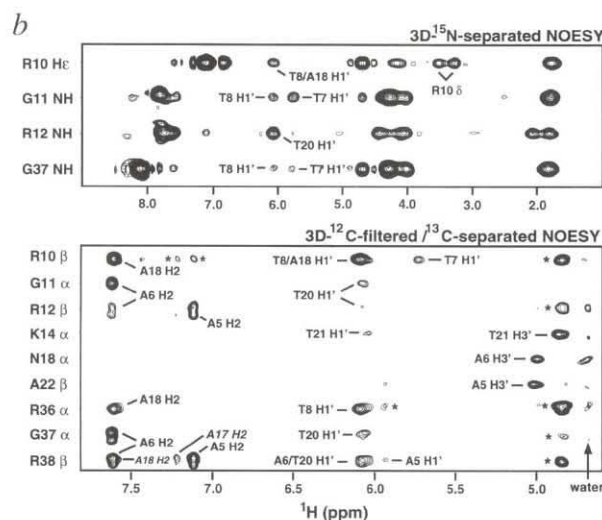 b
3D-¹⁵N-separated NOESY
R10 Hε
T8/A18 H1'
R10 δ
G11 NH
T8 H1'
T7 H1'
R12 NH
T20 H1'
G37 NH
T8 H1'
T7 H1'
8.0 7.0 6.0 5.0 4.0 3.0 2.0
3D-¹²C-filtered /¹³C-separated NOESY
R10 β
* *
T8/A18 H1'
T7 H1'
*
A18 H2
G11 α
A6 H2
T20 H1'
R12 β
*
A5 H2
K14 α
T21 H1'
T21 H3'
N18 α
A6 H3'
A22 β
A5 H3'
R36 α
A18 H2
T8 H1'
*
*
G37 α
A6 H2
A17 H2
T20 H1'
*
A5 H2
R38 β
A18 H2
A6/T20 H1'
A5 H1'
*
7.5 7.0 6.5 6.0 5.5 5.0
water
¹H (ppm)